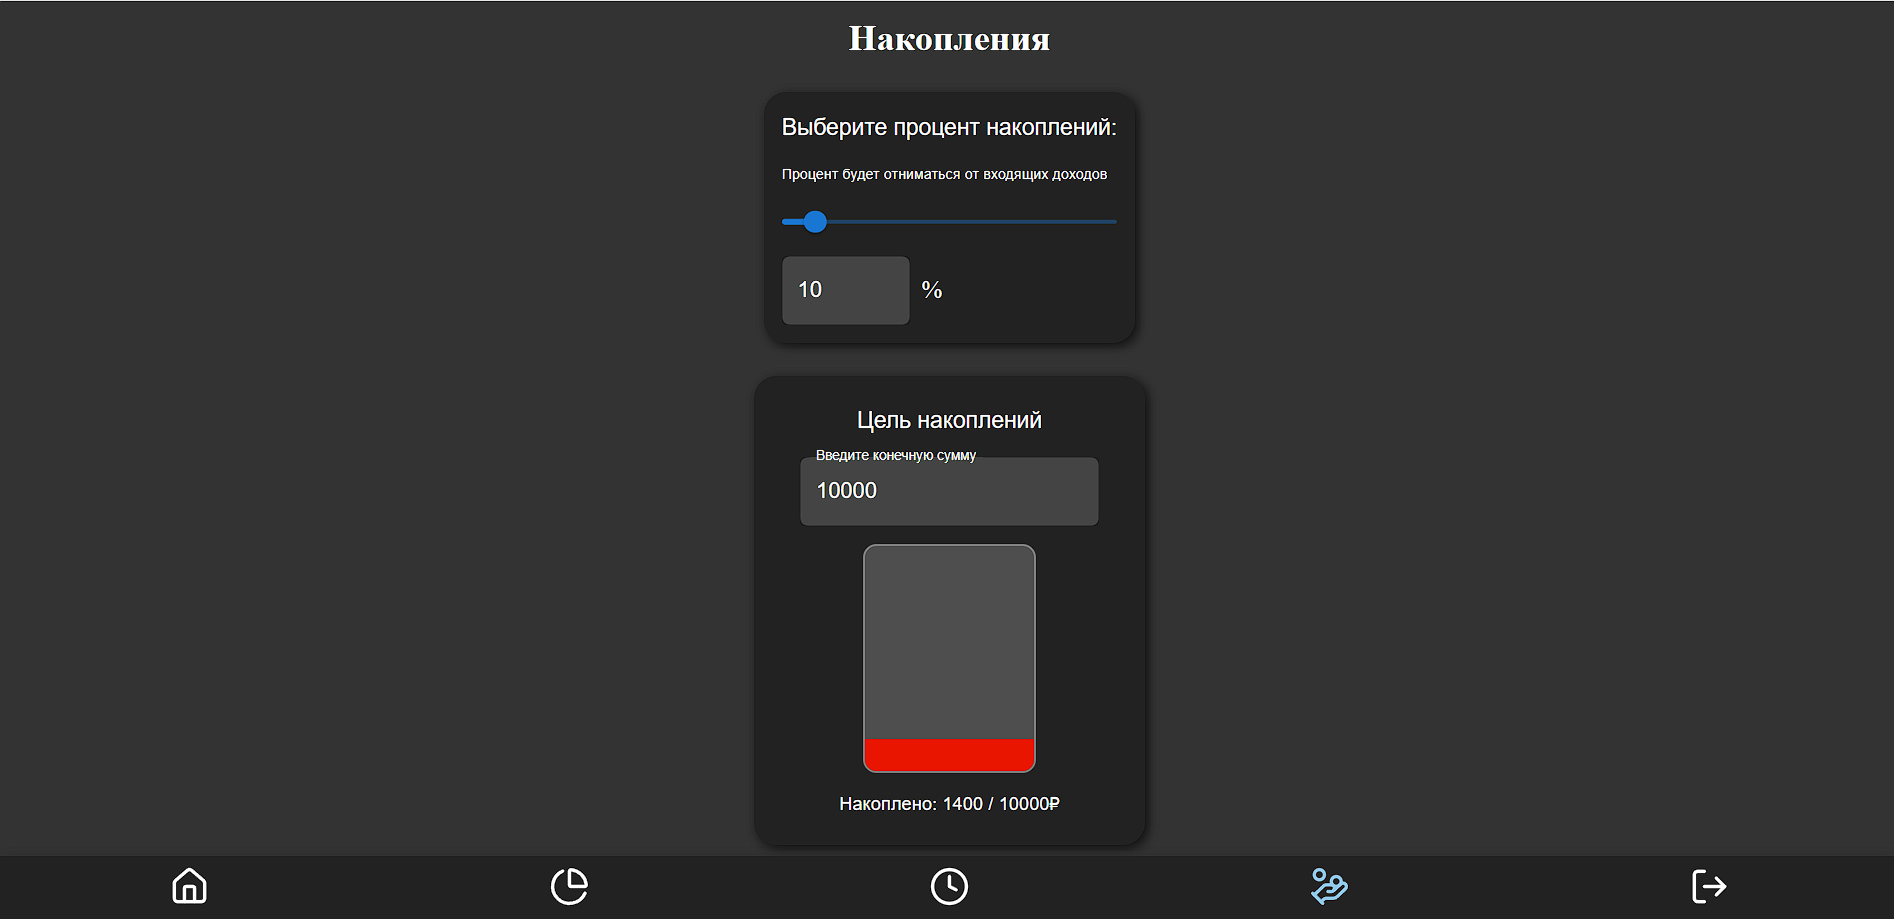 Накопления
Выберите процент накоплений:
Процент будет отниматься от входящих доходов
10 %
Цель накоплений
Введите конечную сумму
10000
Накоплено: 1400 / 10000₽